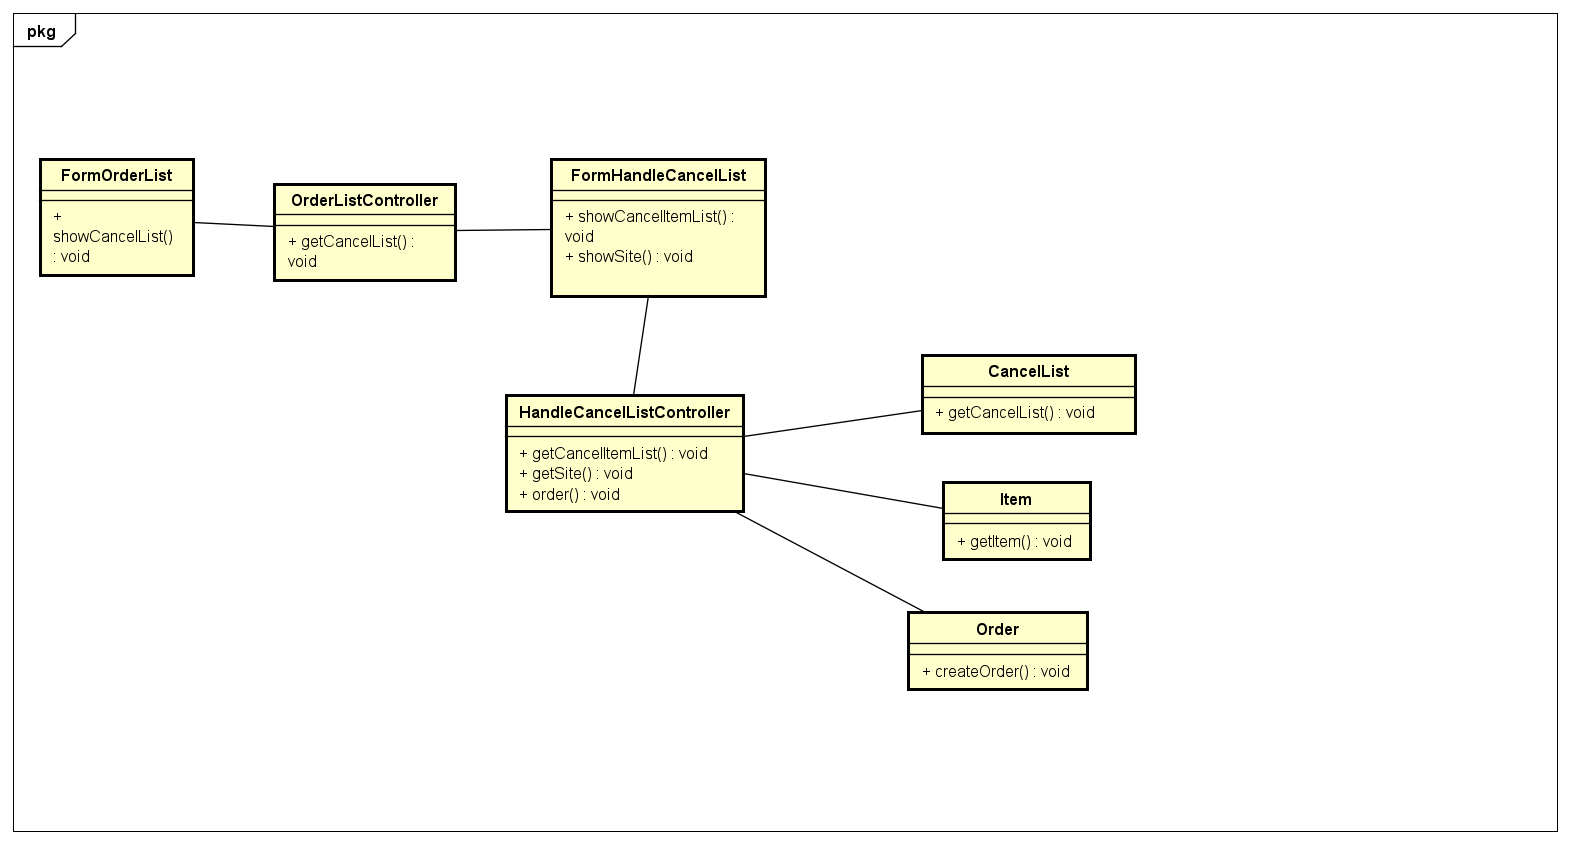 pkg
FormOrderList
+
showCancelList()
: void
OrderListController
+ getCancelList() :
void
FormHandleCancelList
+ showCancelItemList() :
void
+ showSite() : void
HandleCancelListController
+ getCancelItemList() : void
+ getSite() : void
+ order() : void
CancelList
+ getCancelList() : void
Item
+ getItem() : void
Order
+ createOrder() : void